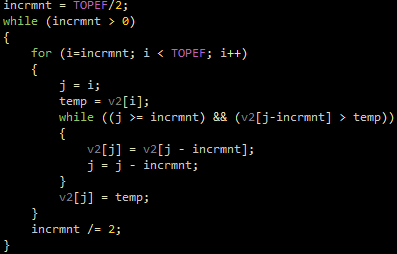 incrmnt = TOPEF/2;
while (incrmnt > 0)
{
    for (i=incrmnt; i < TOPEF; i++)
    {
        j = i;
        temp = v2[i];
        while ((j >= incrmnt) && (v2[j-incrmnt] > temp))
        {
            v2[j] = v2[j - incrmnt];
            j = j - incrmnt;
        }
        v2[j] = temp;
    }
    incrmnt /= 2;
}